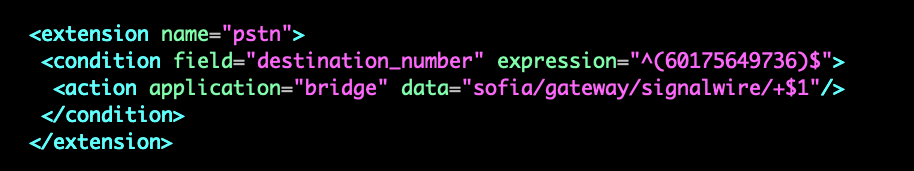 <extension name="pstn">
<condition field="destination_number" expression="^(60175649736)$">
<action application="bridge" data="sofia/gateway/signalwire/+$1"/>
</condition>
</extension>